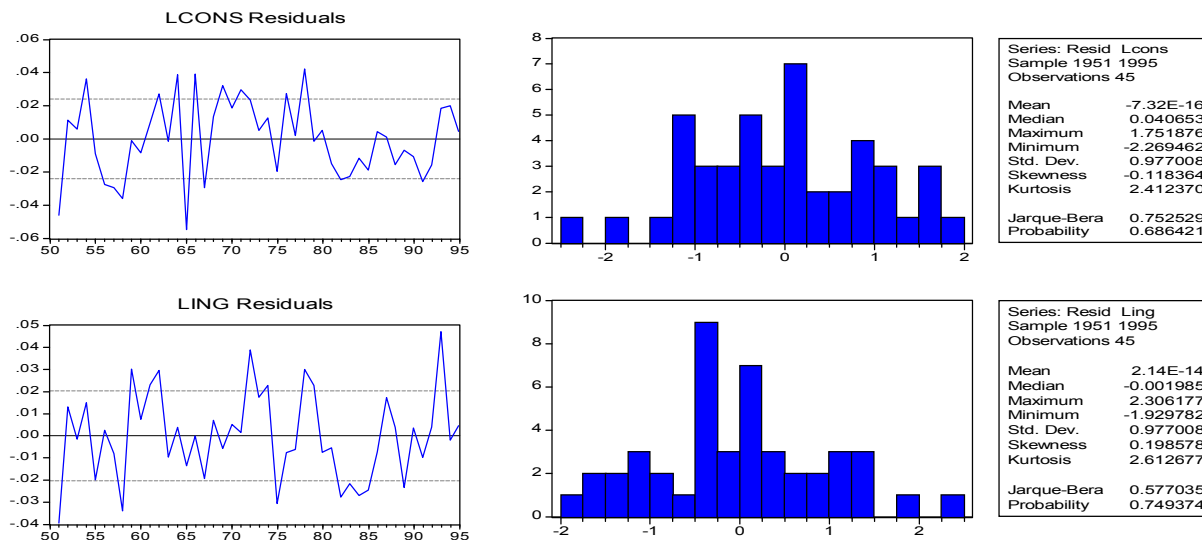 LCONS Residuals
.06
.04
.02
.00
-.02
-.04
-.06
50 55 60 65 70 75 80 85 90 95
8
7
6
5
4
3
2
1
0
-2 -1 0 1 2
Series: Resid Lcons
Sample 1951 1995
Observations 45
Mean -7.32E-16
Median 0.040653
Maximum 1.751876
Minimum -2.269462
Std. Dev. 0.977008
Skewness -0.118364
Kurtosis 2.412370
Jarque-Bera 0.752529
Probability 0.686421
LING Residuals
.05
.04
.03
.02
.01
.00
-.01
-.02
-.03
-.04
50 55 60 65 70 75 80 85 90 95
10
8
6
4
2
0
-2 -1 0 1 2
Series: Resid Ling
Sample 1951 1995
Observations 45
Mean 2.14E-14
Median -0.001985
Maximum 2.306177
Minimum -1.929782
Std. Dev. 0.977008
Skewness 0.198578
Kurtosis 2.612677
Jarque-Bera 0.577035
Probability 0.749374